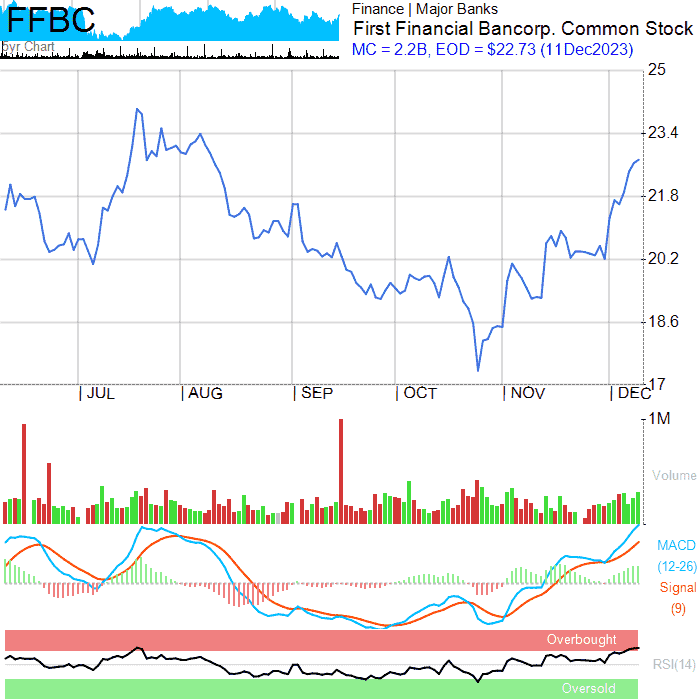 FFBC
byr Chart
Finance | Major Banks
First Financial Bancorp. Common Stock
MC = 2.2B, EOD = $22.73 (11Dec2023)
25
23.4
21.8
20.2
18.6
17
| JUL | AUG | SEP | OCT | NOV | DEC
1M
Volume
MACD
(12-26)
Signal
(9)
Overbought
RSI(14)
Oversold